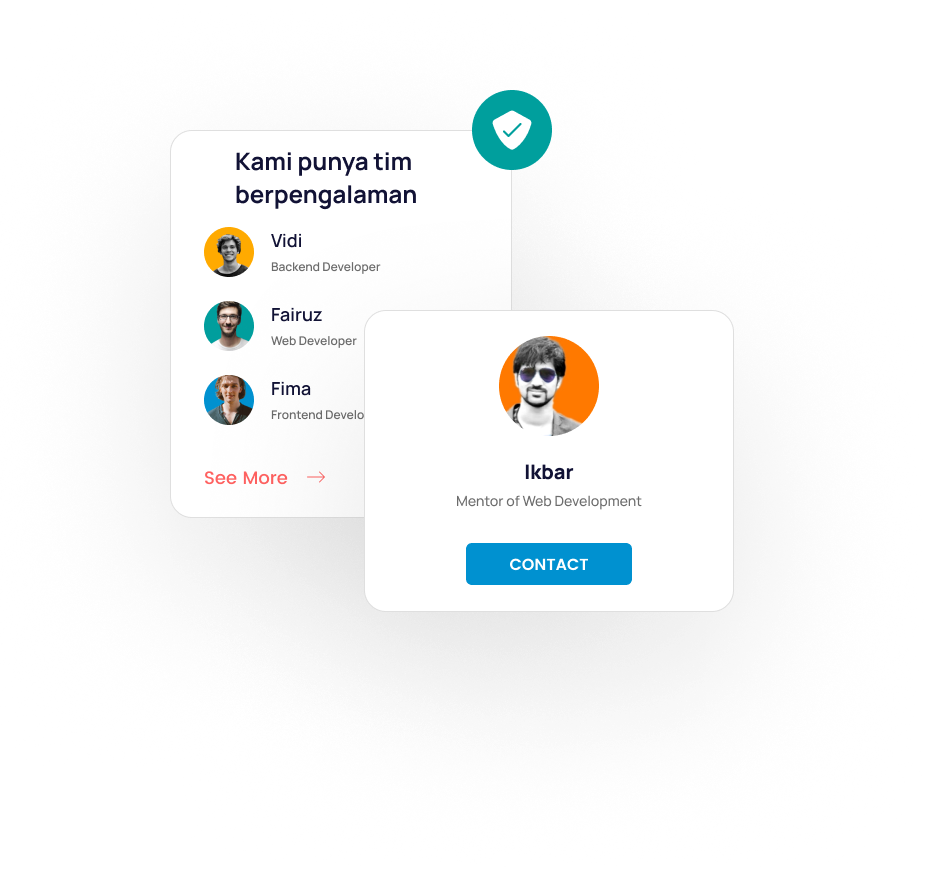 Kami punya tim
berpengalaman
Vidi
Backend Developer
Fairuz
Web Developer
Fima
Frontend Develo
See More
Ikbar
Mentor of Web Development
CONTACT